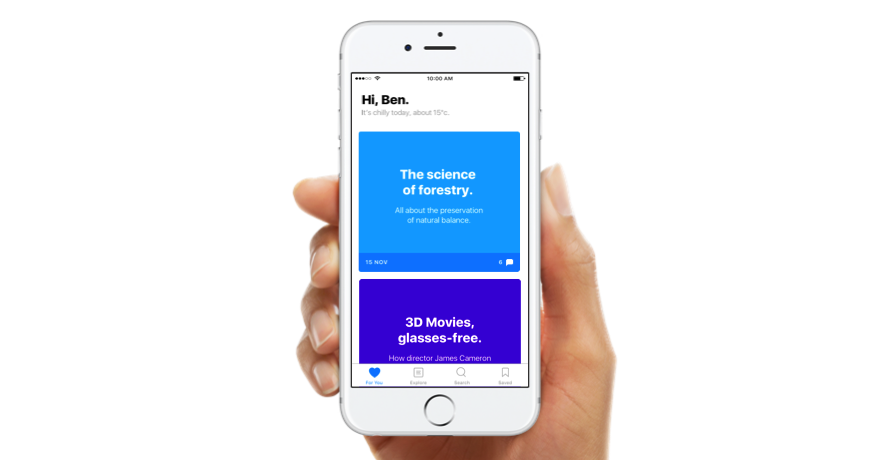 10:00 AM
Hi, Ben.
It's chilly today, about 15°c.
The science
of forestry.
All about the preservation
of natural balance.
15 NOV 6
3D Movies,
glasses-free.
How director James Cameron
For You Explore Search Saved